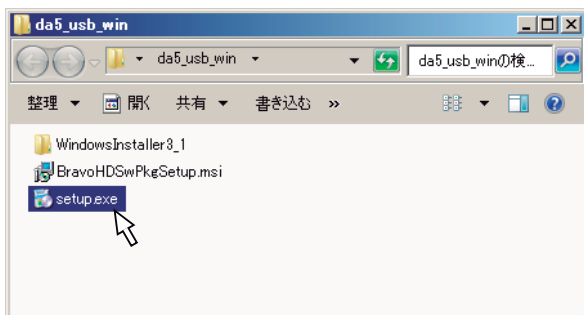 da5_usb_win
da5_usb_win
da5_usb_winの検...
整理 開く 共有 書き込む »
WindowsInstaller3_1
BravoHDSwPkgSetup.msi
setup.exe